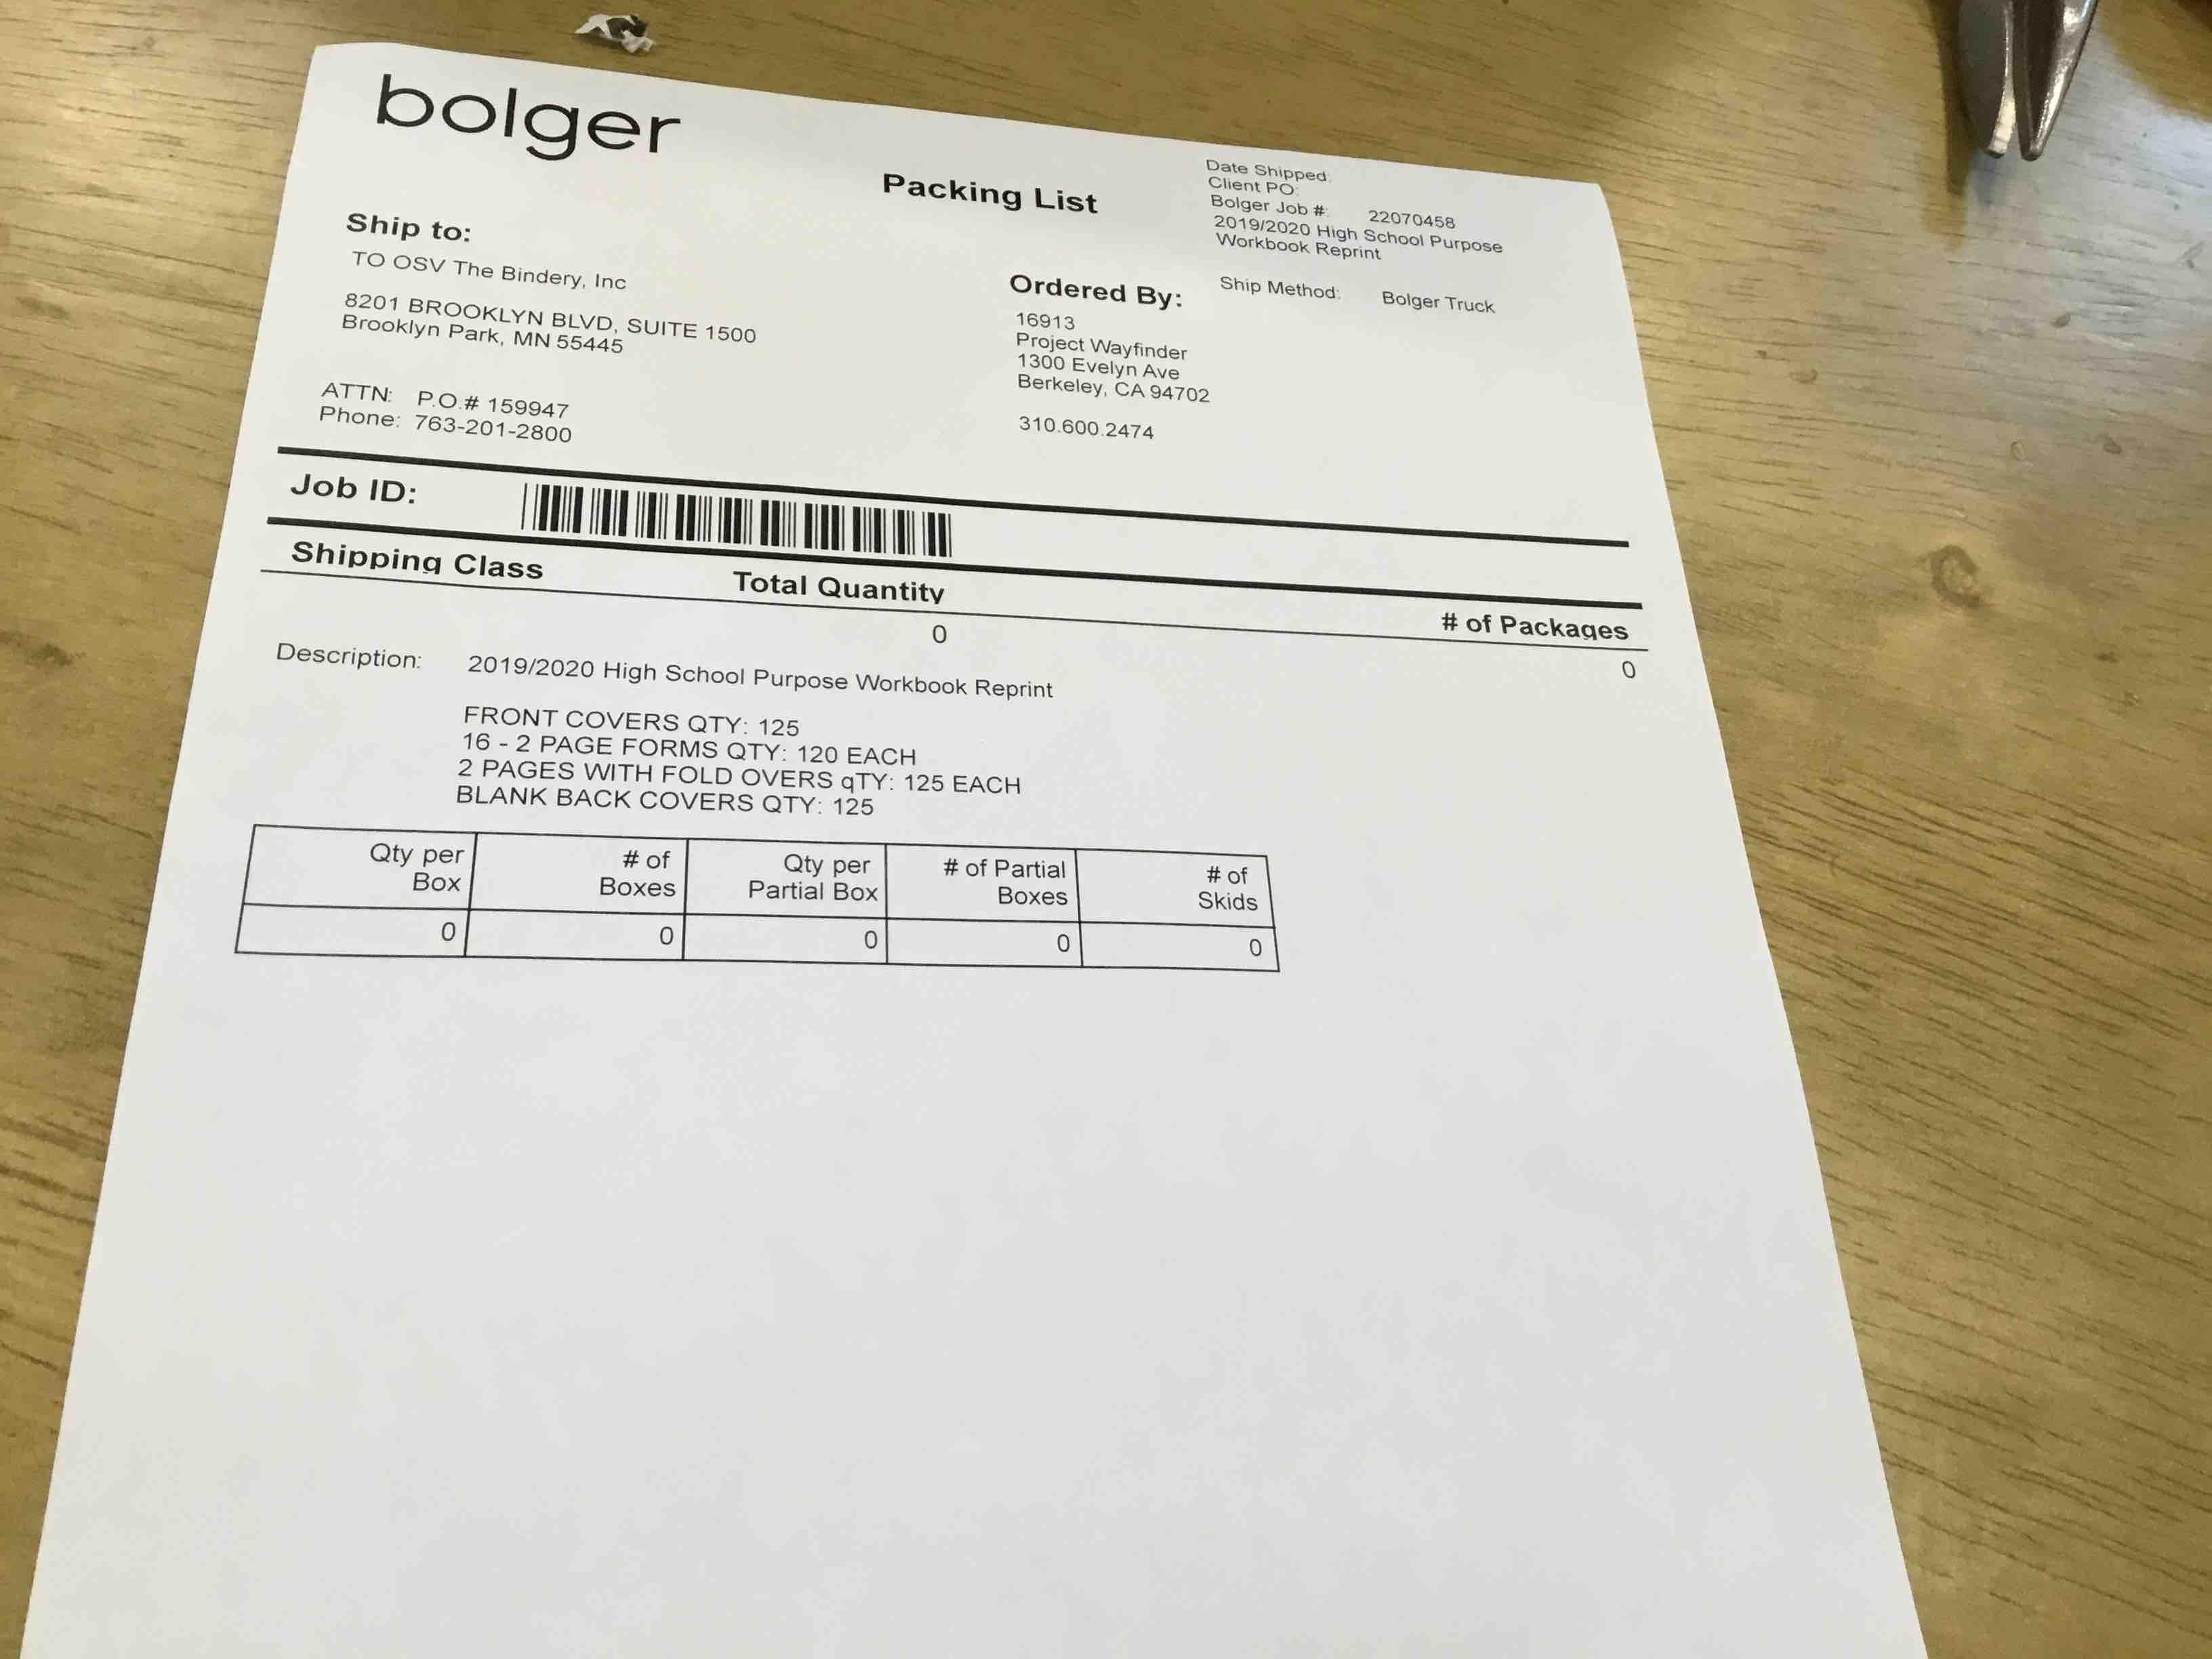 bolger
Packing List
Date Shipped:
Client PO:
Bolger Job #: 22070458
2019/2020 High School Purpose
Workbook Reprint
Ship Method: Bolger Truck
Ship to:
TO OSV The Bindery, Inc
8201 BROOKLYN BLVD, SUITE 1500
Brooklyn Park, MN 55445
ATTN: P.O.# 159947
Phone: 763-201-2800
Ordered By:
16913
Project Wayfinder
1300 Evelyn Ave
Berkeley, CA 94702
310.600.2474
Job ID:
Shipping Class Total Quantity # of Packages
0 0
Description: 2019/2020 High School Purpose Workbook Reprint
FRONT COVERS QTY: 125
16 - 2 PAGE FORMS QTY: 120 EACH
2 PAGES WITH FOLD OVERS qTY: 125 EACH
BLANK BACK COVERS QTY: 125
Qty per # of Qty per # of Partial # of
Box Boxes Partial Box Boxes Skids
0 0 0 0 0